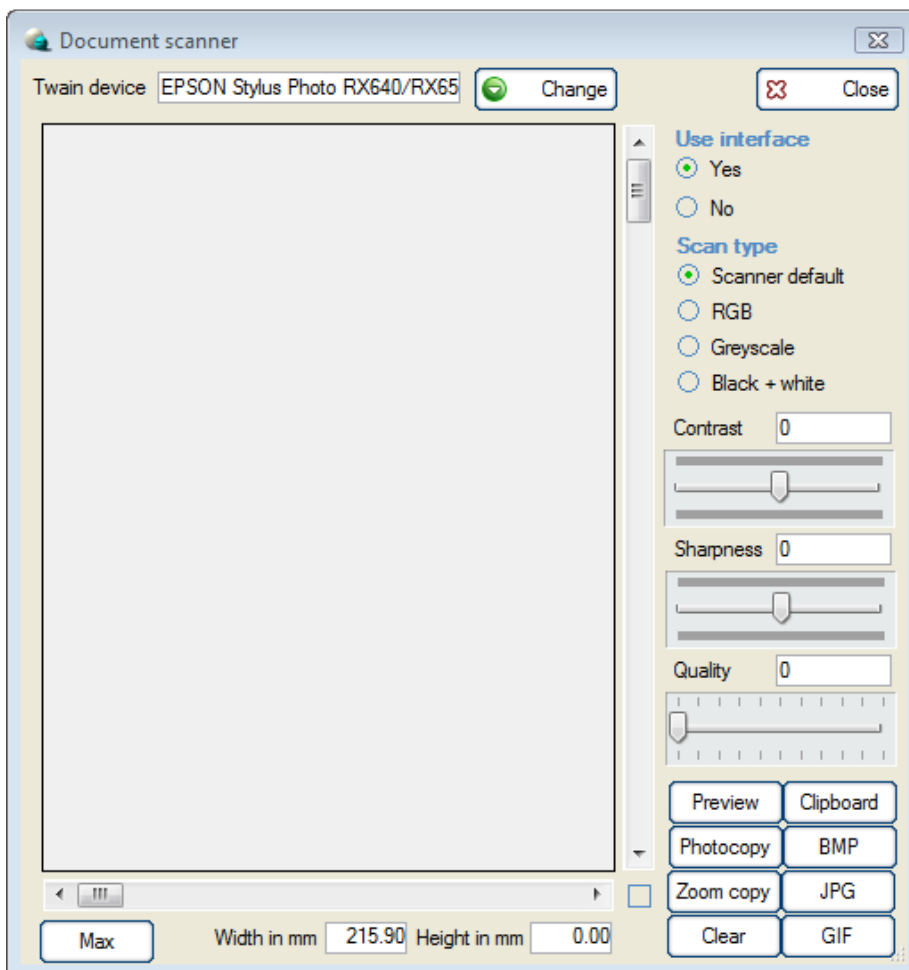 Document scanner
Twain device EPSON Stylus Photo RX640/RX65 Change Close
Use interface
Yes
No
Scan type
Scanner default
RGB
Greyscale
Black + white
Contrast 0
Sharpness 0
Quality 0
Preview Clipboard
Photocopy BMP
Zoom copy JPG
Clear GIF
Max Width in mm 215.90 Height in mm 0.00